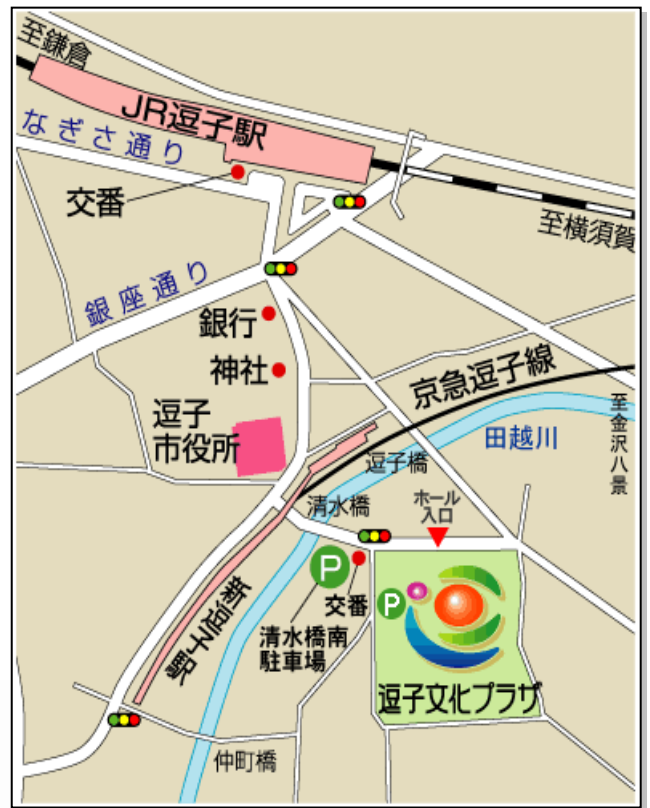 至鎌倉
JR逗子駅
なぎさ通り
交番
至横須賀
銀座通り
銀行
神社
京急逗子線
逗子
市役所
至金沢八景
田越川
逗子橋
清水橋
ホール
入口
P
交番
P
清水橋南
駐車場
新逗子駅
逗子文化プラザ
仲町橋